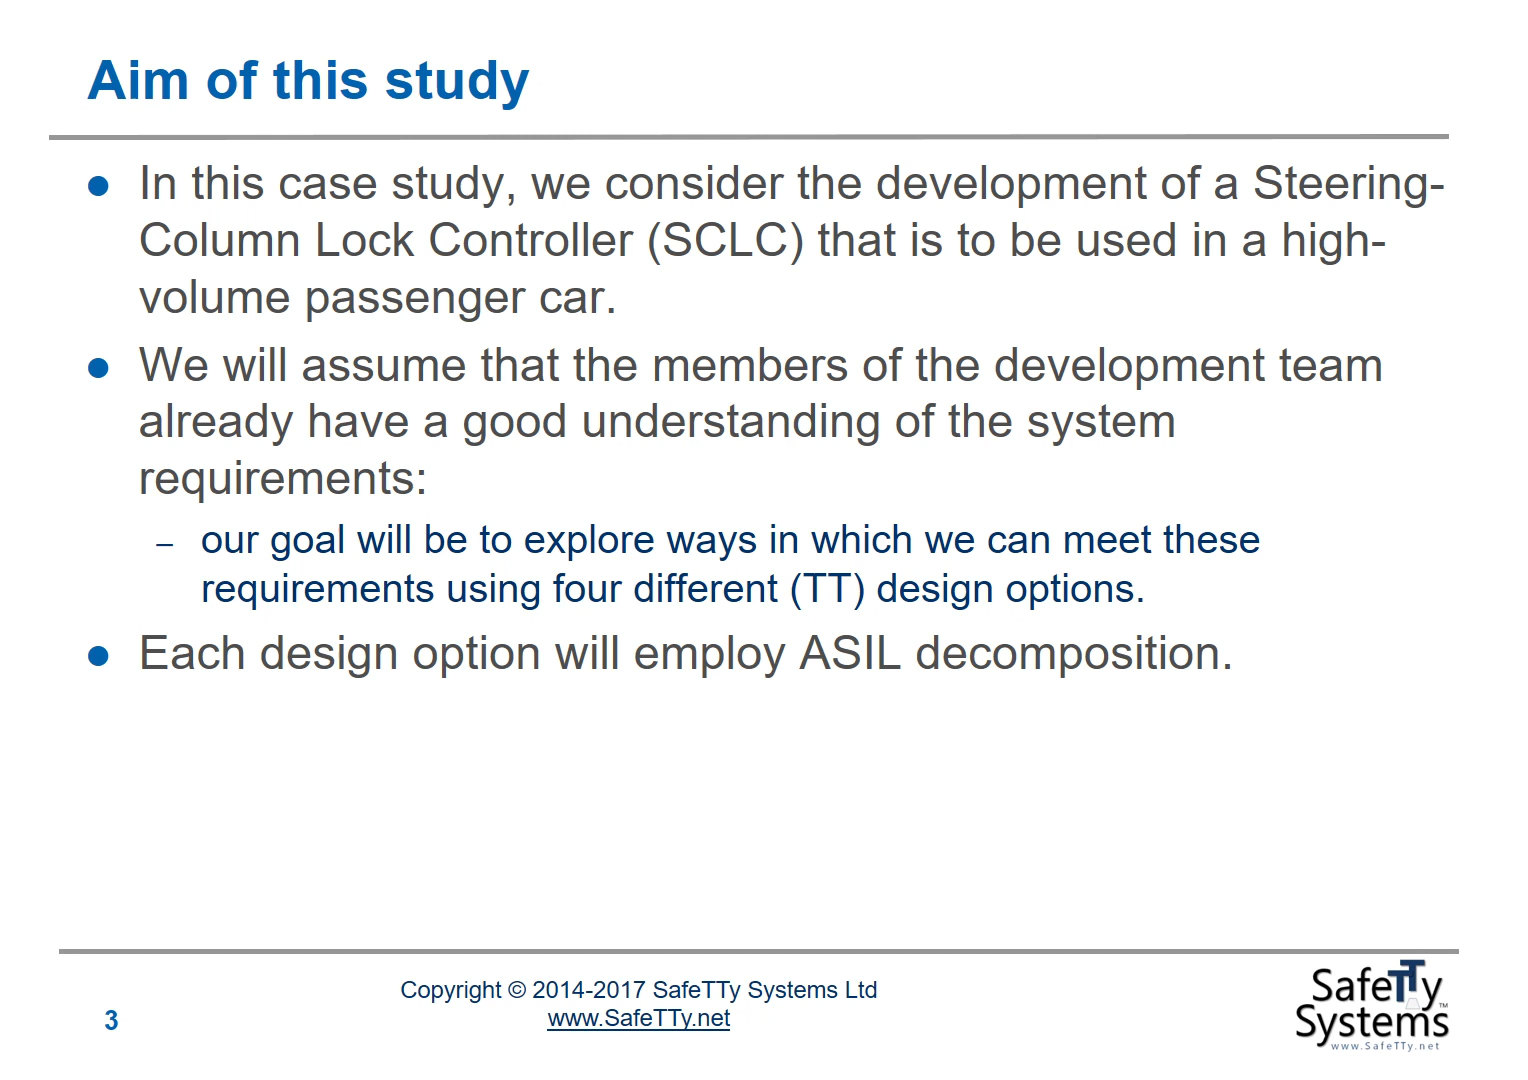 Aim of this study
● In this case study, we consider the development of a Steering-
Column Lock Controller (SCLC) that is to be used in a high-
volume passenger car.
● We will assume that the members of the development team
already have a good understanding of the system
requirements:
– our goal will be to explore ways in which we can meet these
requirements using four different (TT) design options.
● Each design option will employ ASIL decomposition.
3
Copyright © 2014-2017 SafeTTy Systems Ltd
www.SafeTTy.net
SafeTTy
Systems™
www.SafeTTy.net